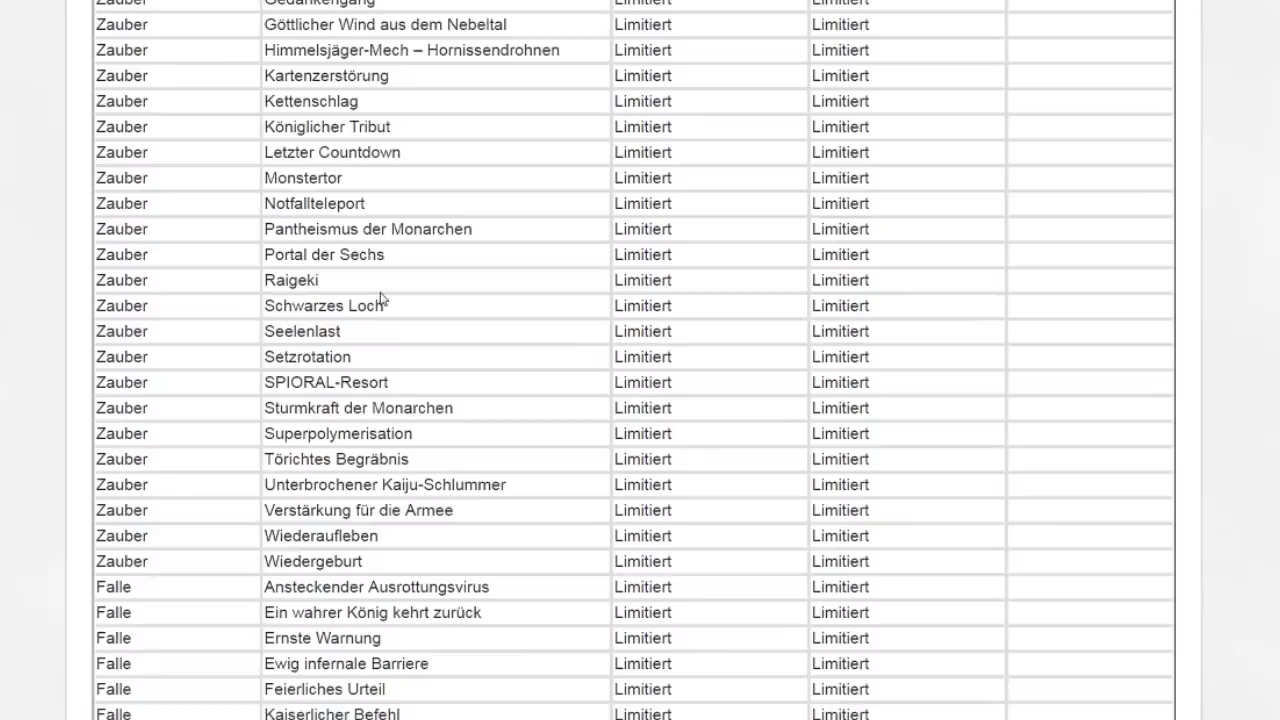 Zauber Gedankengang Limitiert Limitiert
Zauber Göttlicher Wind aus dem Nebeltal Limitiert Limitiert
Zauber Himmelsjäger-Mech – Hornissendrohnen Limitiert Limitiert
Zauber Kartenzerstörung Limitiert Limitiert
Zauber Kettenschlag Limitiert Limitiert
Zauber Königlicher Tribut Limitiert Limitiert
Zauber Letzter Countdown Limitiert Limitiert
Zauber Monstertor Limitiert Limitiert
Zauber Notfallteleport Limitiert Limitiert
Zauber Pantheismus der Monarchen Limitiert Limitiert
Zauber Portal der Sechs Limitiert Limitiert
Zauber Raigeki Limitiert Limitiert
Zauber Schwarzes Loch Limitiert Limitiert
Zauber Seelenlast Limitiert Limitiert
Zauber Setzrotation Limitiert Limitiert
Zauber SPIORAL-Resort Limitiert Limitiert
Zauber Sturmkraft der Monarchen Limitiert Limitiert
Zauber Superpolymerisation Limitiert Limitiert
Zauber Törichtes Begräbnis Limitiert Limitiert
Zauber Unterbrochener Kaiju-Schlummer Limitiert Limitiert
Zauber Verstärkung für die Armee Limitiert Limitiert
Zauber Wiederaufleben Limitiert Limitiert
Zauber Wiedergeburt Limitiert Limitiert
Falle Ansteckender Ausrottungsvirus Limitiert Limitiert
Falle Ein wahrer König kehrt zurück Limitiert Limitiert
Falle Ernste Warnung Limitiert Limitiert
Falle Ewig infernale Barriere Limitiert Limitiert
Falle Feierliches Urteil Limitiert Limitiert
Falle Kaiserlicher Befehl Limitiert Limitiert